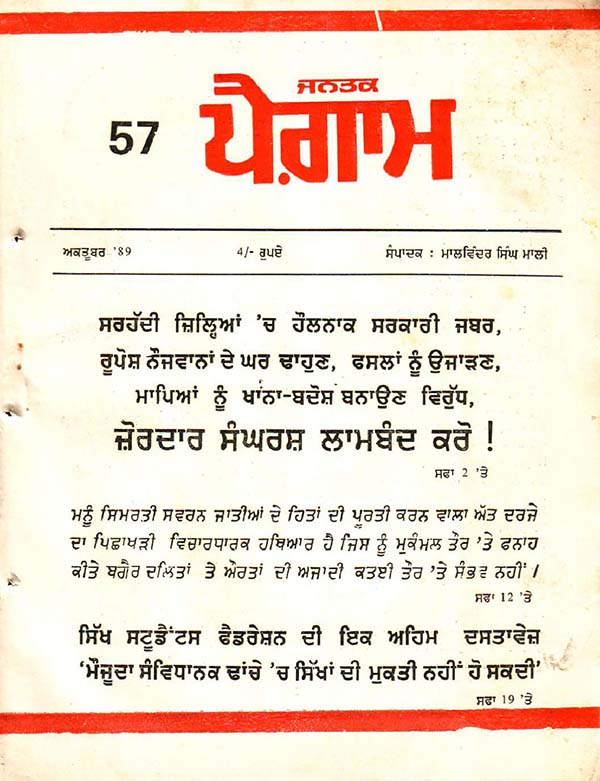 ਜਨਤਕ
57 ਪੈਗ਼ਾਮ
ਅਕਤੂਬਰ '89 4/- ਰੁਪਏ ਸੰਪਾਦਕ : ਮਾਲਵਿੰਦਰ ਸਿੰਘ ਮਾਲੀ
ਸਰਹੱਦੀ ਜ਼ਿਲ੍ਹਿਆਂ 'ਚ ਹੌਲਨਾਕ ਸਰਕਾਰੀ ਜਬਰ,
ਰੂਪੋਸ਼ ਨੌਜਵਾਨਾਂ ਦੇ ਘਰ ਢਾਹੁਣ, ਫਸਲਾਂ ਨੂੰ ਉਜਾੜਣ,
ਮਾਪਿਆਂ ਨੂੰ ਖਾਂਨਾ-ਬਦੋਸ਼ ਬਨਾਉਣ ਵਿਰੁੱਧ,
ਜ਼ੋਰਦਾਰ ਸੰਘਰਸ਼ ਲਾਮਬੰਦ ਕਰੋ !
ਸਫਾ 2 'ਤੇ
ਮਨੂੰ ਸਿਮਰਤੀ ਸਵਰਨ ਜਾਤੀਆਂ ਦੇ ਹਿਤਾਂ ਦੀ ਪੂਰਤੀ ਕਰਨ ਵਾਲਾ ਅੱਤ ਦਰਜੇ
ਦਾ ਪਿਛਾਖੜੀ ਵਿਚਾਰਧਾਰਕ ਹਥਿਆਰ ਹੈ ਜਿਸ ਨੂੰ ਮੁਕੰਮਲ ਤੌਰ 'ਤੇ ਫਨਾਹ
ਕੀਤੇ ਬਗੈਰ ਦਲਿਤਾਂ ਤੇ ਔਰਤਾਂ ਦੀ ਅਜਾਦੀ ਕਤਈ ਤੌਰ 'ਤੇ ਸੰਭਵ ਨਹੀਂ।
ਸਫਾ 12 'ਤੇ
ਸਿੱਖ ਸਟੂਡੈਂਟਸ ਫੈਡਰੇਸ਼ਨ ਦੀ ਇਕ ਅਹਿਮ ਦਸਤਾਵੇਜ਼
'ਮੌਜੂਦਾ ਸੰਵਿਧਾਨਕ ਢਾਂਚੇ 'ਚ ਸਿੱਖਾਂ ਦੀ ਮੁਕਤੀ ਨਹੀਂ ਹੋ ਸਕਦੀ'
ਸਫਾ 19 'ਤੇ